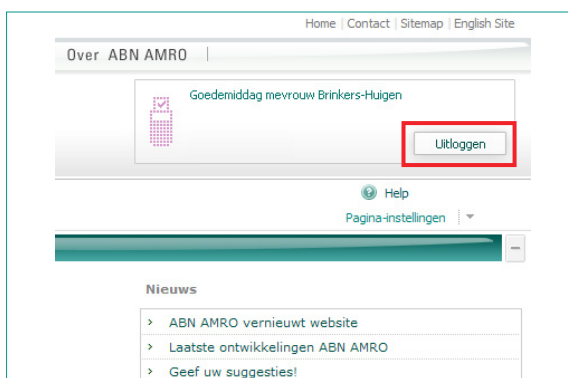 Home | Contact | Sitemap | English Site
Over ABN AMRO
Goedemiddag mevrouw Brinkers-Huigen
Uitloggen
Help
Pagina-instellingen
Nieuws
ABN AMRO vernieuwt website
Laatste ontwikkelingen ABN AMRO
Geef uw suggesties!